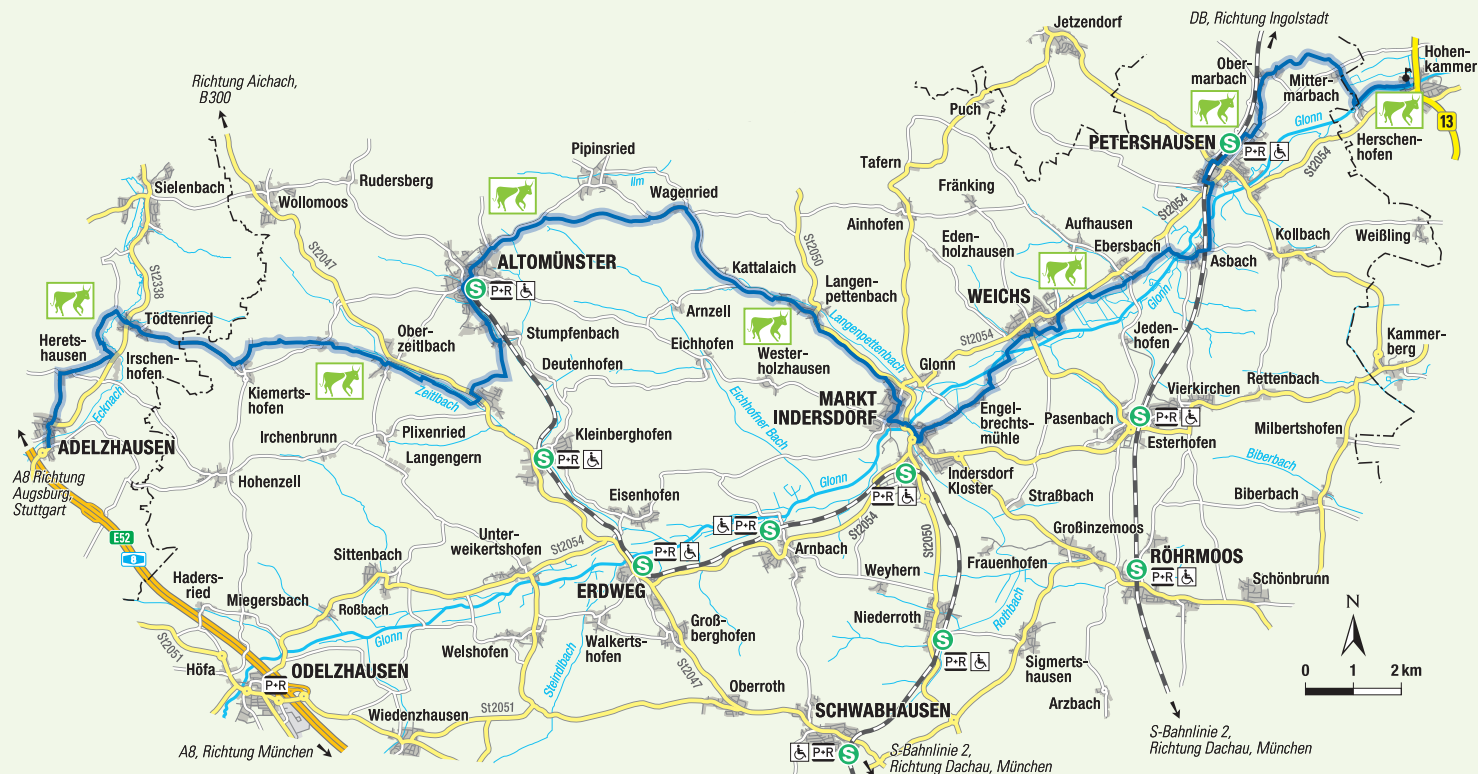 DB, Richtung Ingolstadt
Jetzendorf
Ober-
marbach
Mitter-
marbach
Hohen-
kammer
Richtung Aichach,
B300
Puch
Glonn
13
PETERSHAUSEN
S
P+R
St2054
Herschen-
hofen
Pipinsried
Ilm
Tafern
Sielenbach
Rudersberg
Wollomoos
Wagenried
Fränking
St2054
Ainhofen
Aufhausen
Kollbach
Weißling
St2338
St2047
ALTOMÜNSTER
S
P+R
Kattalaich
St2050
Eden-
holzhausen
Ebersbach
Asbach
Langen-
pettenbach
WEICHS
Glonn
Tödtenried
Ober-
zeitlbach
Stumpfenbach
Arnzell
Langenpettenbach
St2054
Jeden-
hofen
Kammer-
berg
Herets-
hausen
Irschen-
hofen
Deutenhofen
Eichhofen
Wester-
holzhausen
Glonn
Kiemerts-
hofen
Zeitlbach
Eichhofner Bach
MARKT
INDERSDORF
Engel-
brechts-
mühle
Vierkirchen
Rettenbach
Ecknach
Pasenbach
S
P+R
Esterhofen
Milbertshofen
ADELZHAUSEN
Irchenbrunn
Plixenried
Langengern
Kleinberghofen
S
P+R
Indersdorf
Kloster
S
P+R
Biberbach
A8 Richtung
Augsburg,
Stuttgart
Hohenzell
Eisenhofen
Glonn
Straßbach
Biberbach
E52
8
Unter-
weikertshofen
St2054
P+R
S
Arnbach
St2054
St2050
Großinzemoos
RÖHRMOOS
Sittenbach
S
P+R
ERDWEG
Weyhern
Frauenhofen
S
P+R
Schönbrunn
Haders-
ried
Miegersbach
Roßbach
Glonn
Rothbach
Groß-
berghofen
Niederroth
S
P+R
St2051
Welshofen
Walkerts-
hofen
Steindlbach
Sigmerts-
hausen
N
Höfa
ODELZHAUSEN
P+R
St2047
0 1 2 km
Oberroth
Arzbach
Wiedenzhausen
St2051
SCHWABHAUSEN
P+R
S
A8, Richtung München
S-Bahnlinie 2,
Richtung Dachau, München
S-Bahnlinie 2,
Richtung Dachau, München